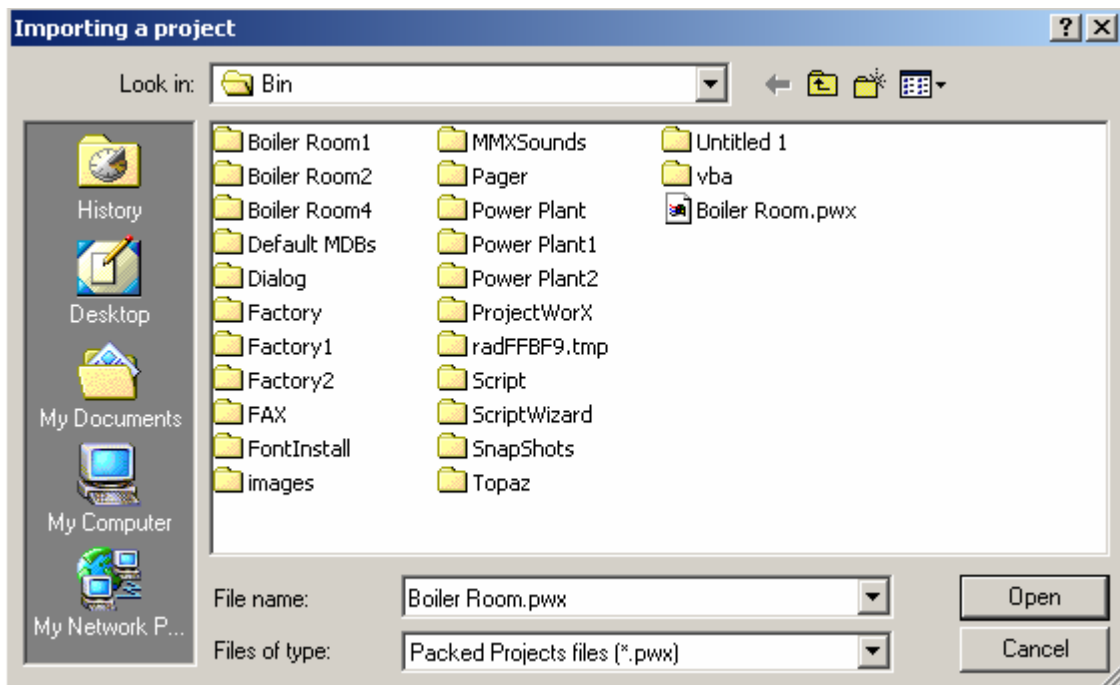 Importing a project
Look in: Bin
History
Desktop
My Documents
My Computer
My Network P...
Boiler Room1
Boiler Room2
Boiler Room4
Default MDBs
Dialog
Factory
Factory1
Factory2
FAX
FontInstall
images
MMXSounds
Pager
Power Plant
Power Plant1
Power Plant2
ProjectWorX
radFFBF9.tmp
Script
ScriptWizard
SnapShots
Topaz
Untitled 1
vba
Boiler Room.pwx
File name: Boiler Room.pwx Open
Files of type: Packed Projects files (*.pwx) Cancel